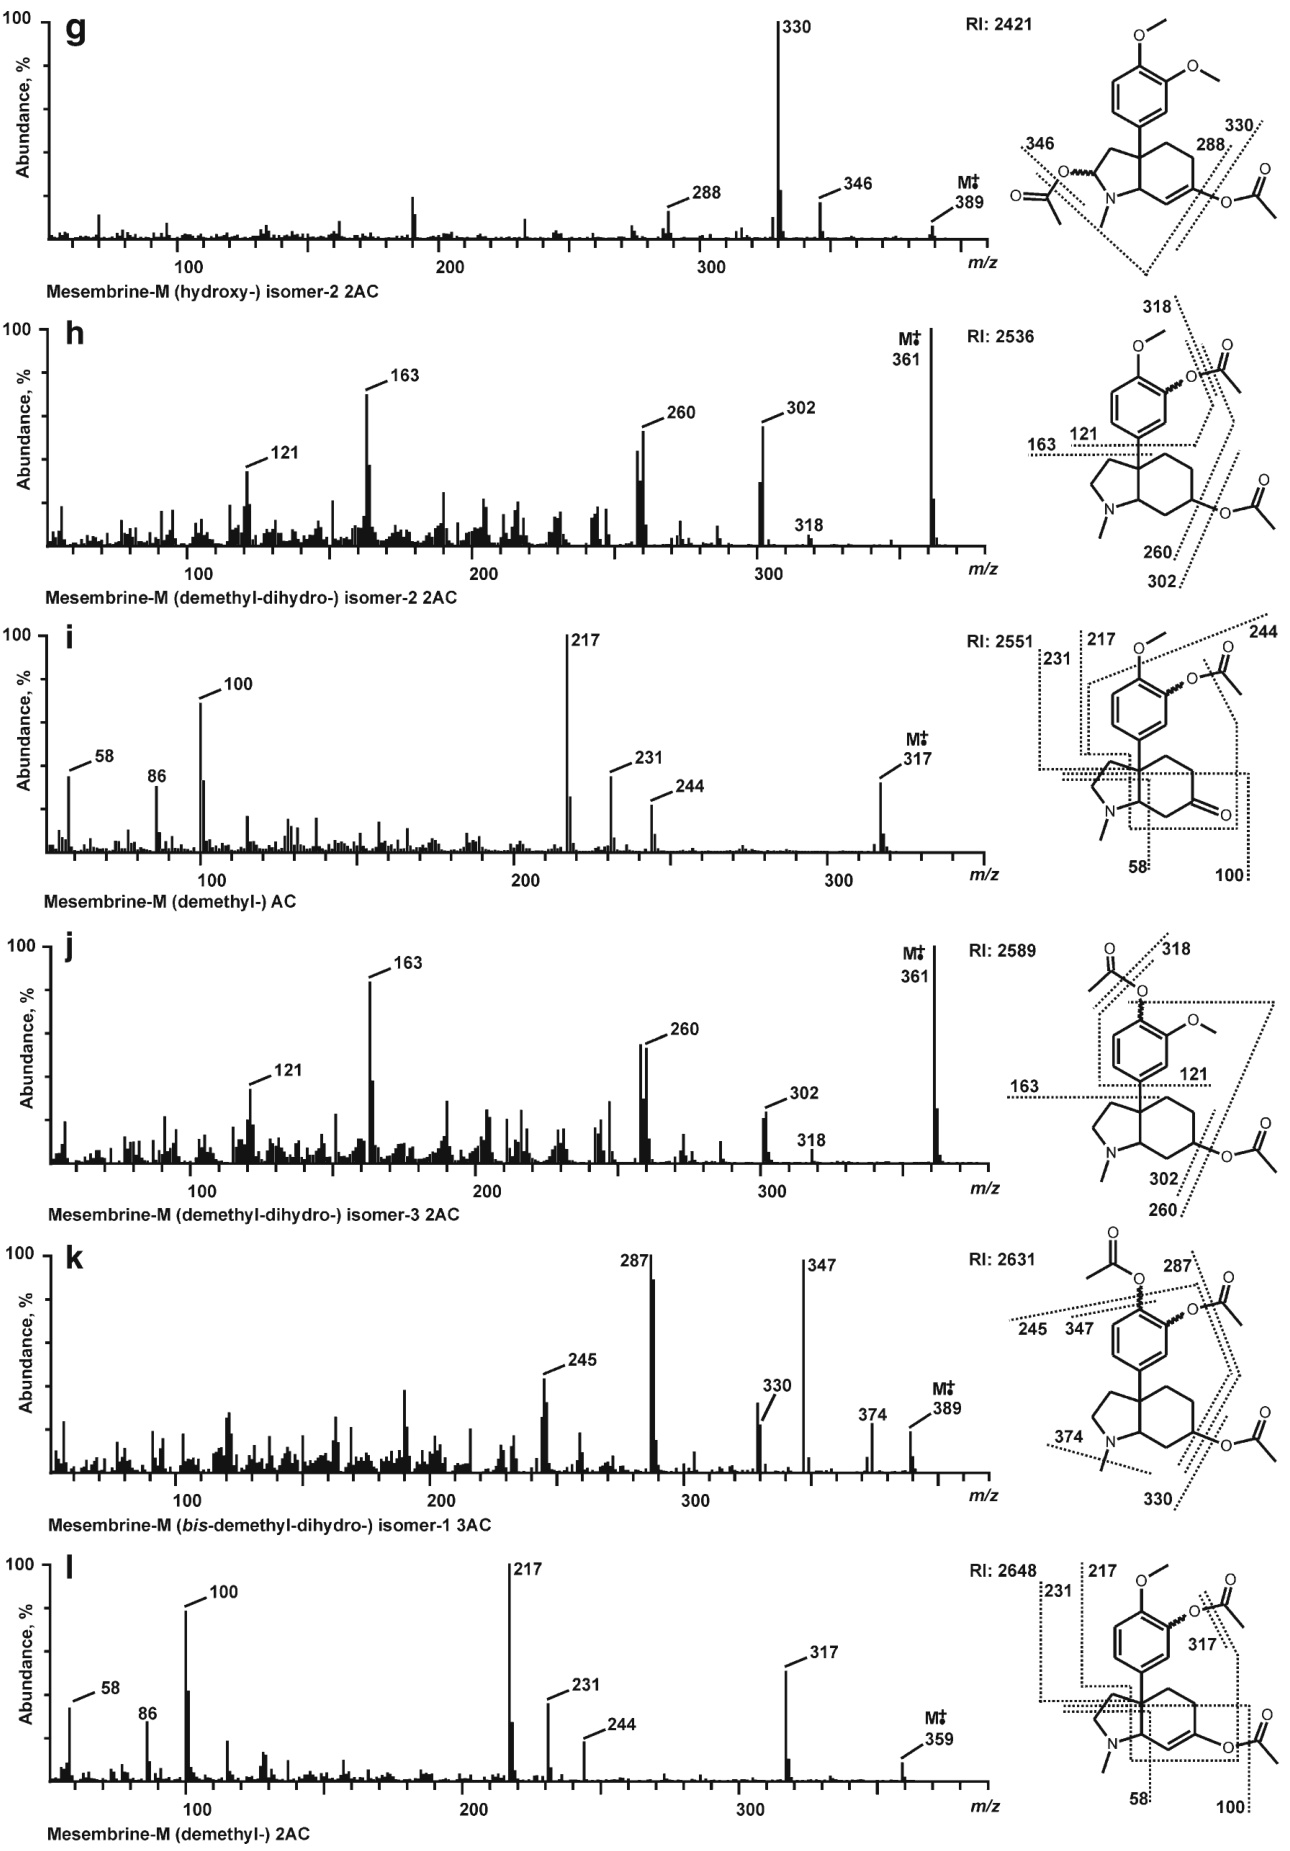 g
RI: 2421
100
Abundance, %
330
346
288
M+•
389
100
200
300
m/z
O
O
346
330
288
O
O
N
O
O
Mesembrine-M (hydroxy-) isomer-2 2AC
h
RI: 2536
100
Abundance, %
163
121
260
302
318
M+•
361
100
200
300
m/z
318
O
O
O
163
121
N
O
O
260
302
Mesembrine-M (demethyl-dihydro-) isomer-2 2AC
i
RI: 2551
100
Abundance, %
58
86
100
217
231
244
M+•
317
100
200
300
m/z
217
244
231
O
O
O
N
O
58
100
Mesembrine-M (demethyl-) AC
j
RI: 2589
100
Abundance, %
163
121
260
302
318
M+•
361
100
200
300
m/z
O
318
O
O
163
121
N
O
O
302
260
Mesembrine-M (demethyl-dihydro-) isomer-3 2AC
k
RI: 2631
100
Abundance, %
287
347
245
330
374
M+•
389
100
200
300
m/z
O
O
287
O
O
245
347
374
N
O
O
330
Mesembrine-M (bis-demethyl-dihydro-) isomer-1 3AC
l
RI: 2648
100
Abundance, %
58
86
100
217
231
244
317
M+•
359
100
200
300
m/z
217
231
O
O
O
317
N
O
O
58
100
Mesembrine-M (demethyl-) 2AC